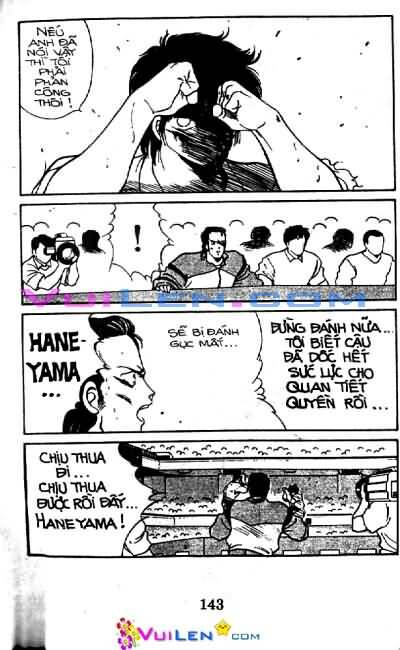 NẾU
ANH ĐÃ
NÓI VẬY
THÌ TÔI
PHẢI
PHẢN
CÔNG
THÔI!
!
VUILEN.COM
HANE-
YAMA
...
SẼ BỊ ĐÁNH
GỤC MẤT...
ĐỪNG ĐÁNH NỮA...
TÔI BIẾT CẬU
ĐÃ DỐC HẾT
SỨC LỰC CHO
QUAN TIẾT
QUYỀN RỒI...
CHỊU THUA
ĐI...
CHỊU THUA
ĐƯỢC RỒI ĐẤY...
HANEYAMA!
143
VUILEN.COM